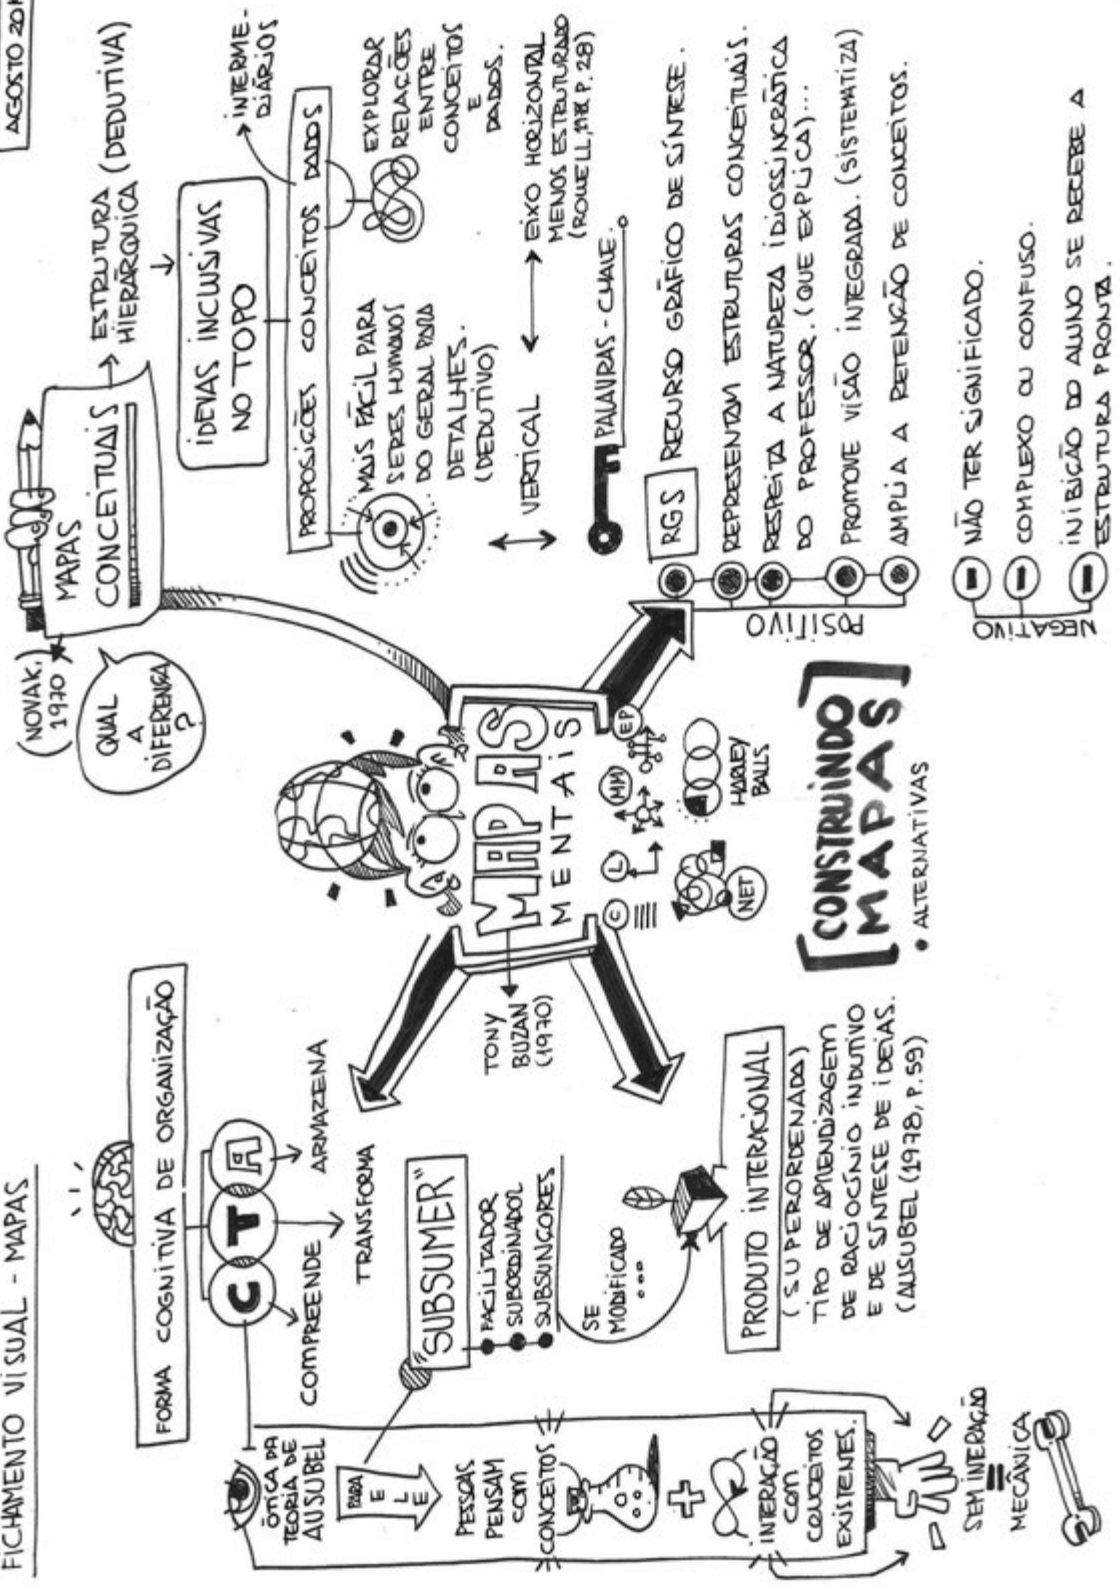 FICHAMENTO VISUAL - MAPAS
FORMA COGNITIVA DE ORGANIZAÇÃO
C T A
COMPREENDE
TRANSFORMA
ARMAZENA
ÓTICA DA
TEORIA DE
AUSUBEL
PARA
ELE
PESSOAS
PENSAM
COM
CONCEITOS
+
INTERAÇÃO
COM
CONCEITOS
EXISTENTES.
SEM INTERAÇÃO
=
MECÂNICA
"SUBSUMER"
FACILITADOR
SUBORDINADOR
SUBSUNÇORES
SE
MODIFICADO
...
PRODUTO INTERACIONAL
(SUPERORDENADA)
TIPO DE APRENDIZAGEM
DE RACIOCÍNIO INDUTIVO
E DE SÍNTESE DE IDEIAS.
(AUSUBEL (1978, P.59)
MAPAS
MENTAIS
TONY
BUZAN
(1970)
C L MM EP
NET
HARLEY
BALLS
[CONSTRUINDO
MAPAS]
• ALTERNATIVAS
(NOVAK,
1970)
QUAL
A
DIFERENÇA
?
MAPAS
CONCEITUAIS
ESTRUTURA
HIERÁRQUICA (DEDUTIVA)
IDEIAS INCLUSIVAS
NO TOPO
PROPOSIÇÕES CONCEITOS DADOS
INTERME-
DIÁRIOS
MAIS FÁCIL PARA
SERES HUMANOS
DO GERAL PARA
DETALHES.
(DEDUTIVO)
EXPLORAR
RELAÇÕES
ENTRE
CONCEITOS
E
DADOS.
VERTICAL
EIXO HORIZONTAL
MENOS ESTRUTURADO
P. 28)
PALAVRAS-CHAVE.
RGS RECURSO GRÁFICO DE SÍNTESE.
POSITIVO
REPRESENTAM ESTRUTURAS CONCEITUAIS.
RESPEITA A NATUREZA IDIOSSINCRÁTICA
DO PROFESSOR. (QUE EXPLICA)...
PROMOVE VISÃO INTEGRADA. (SISTEMATIZA)
AMPLIA A RETENÇÃO DE CONCEITOS.
NEGATIVO
NÃO TER SIGNIFICADO.
COMPLEXO OU CONFUSO.
INIBIÇÃO DO ALUNO SE RECEBE A
ESTRUTURA PRONTA.
AGOSTO